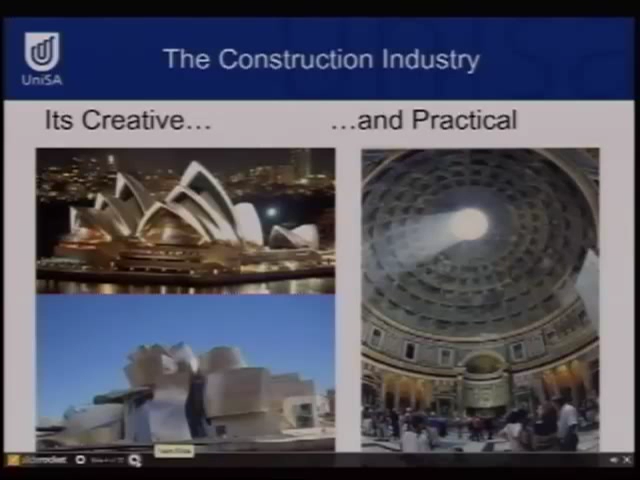 UniSA
The Construction Industry
Its Creative…
…and Practical